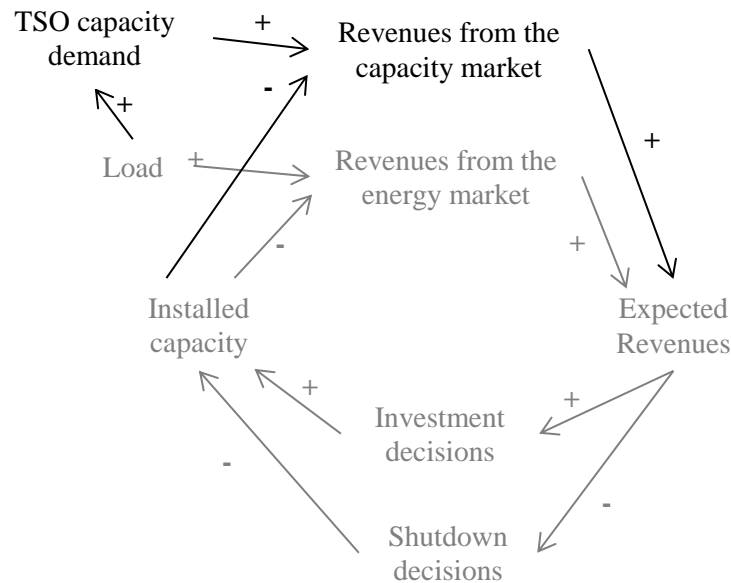 TSO capacity
demand
+
Revenues from the
capacity market
-
+
+
Load
+
Revenues from the
energy market
-
+
Installed
capacity
Expected
Revenues
+
Investment
decisions
+
-
-
Shutdown
decisions